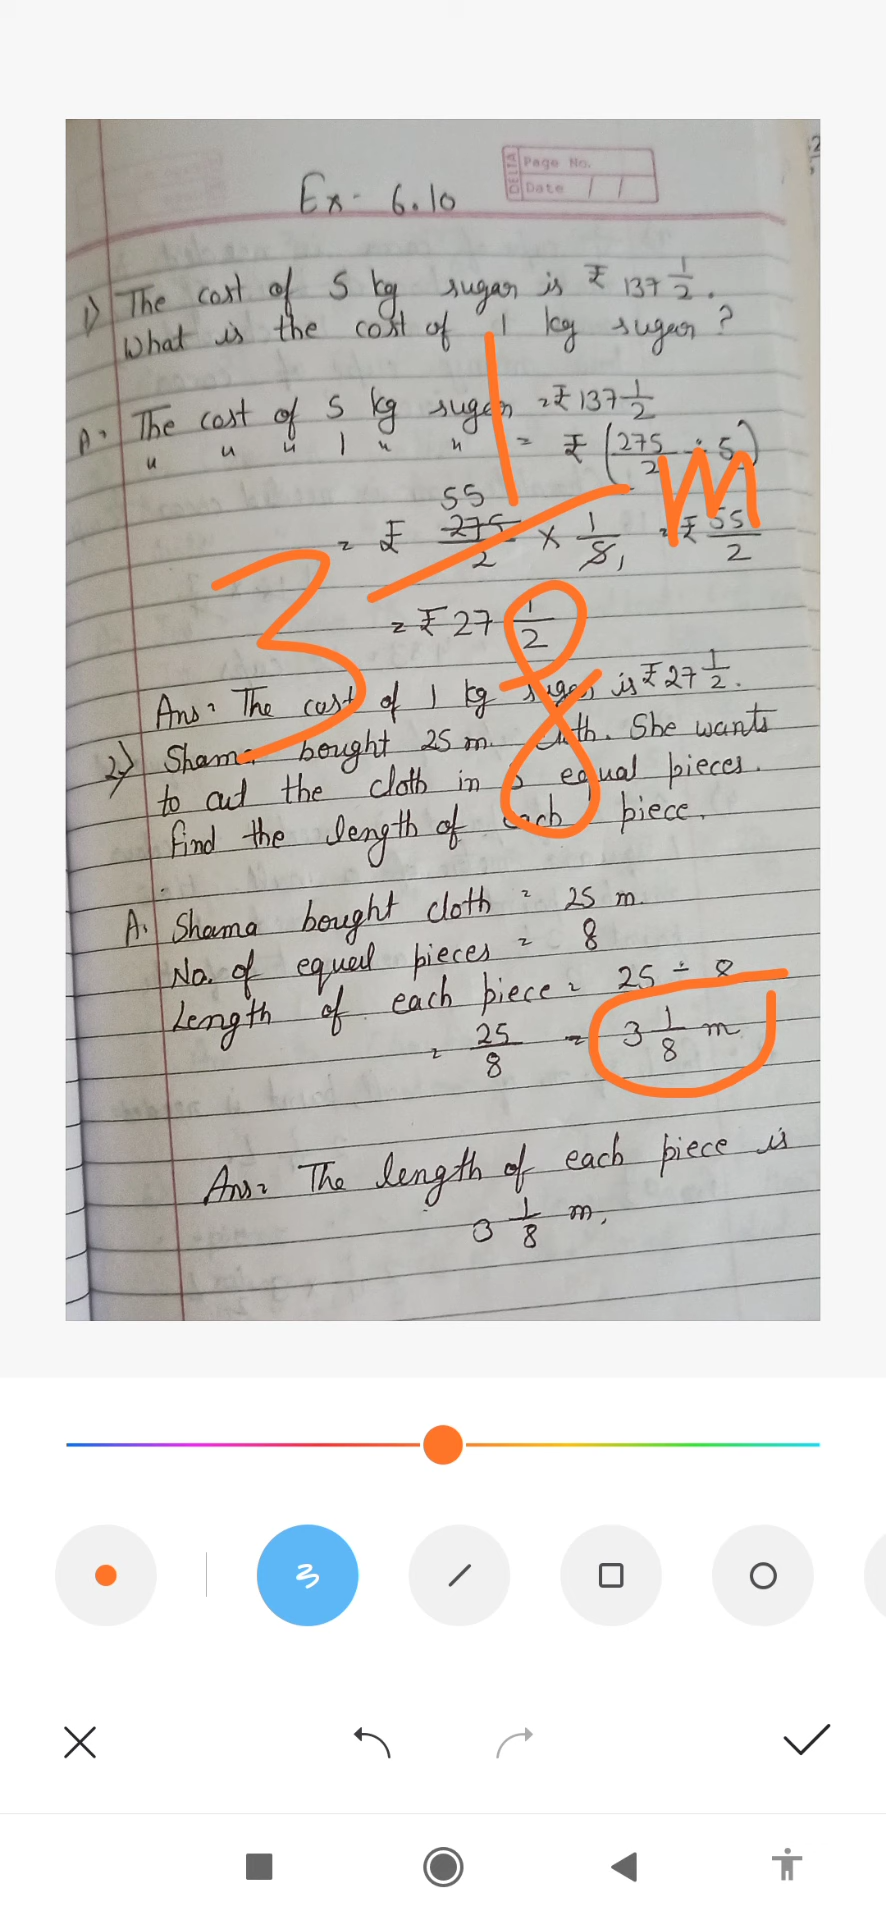 DELTA Page No.
Date / /
Ex- 6.10
1) The cost of 5 kg sugar is ₹ 137 1/2.
What is the cost of 1 kg sugar?
A. The cost of 5 kg sugar = ₹ 137 1/2
" " " 1 " " = ₹ (275/2 ÷ 5)
= ₹ 55 275/2 × 1/5 1 = ₹ 55/2
= ₹ 27 1/2
Ans = The cost of 1 kg sugar is ₹ 27 1/2.
3 1/8 m
2) Shama bought 25 m. cloth. She wants
to cut the cloth in equal pieces.
find the length of each piece.
A. Shama bought cloth = 25 m.
No. of equal pieces = 8
Length of each piece = 25 ÷ 8
= 25/8 = 3 1/8 m
Ans = The length of each piece is
3 1/8 m.